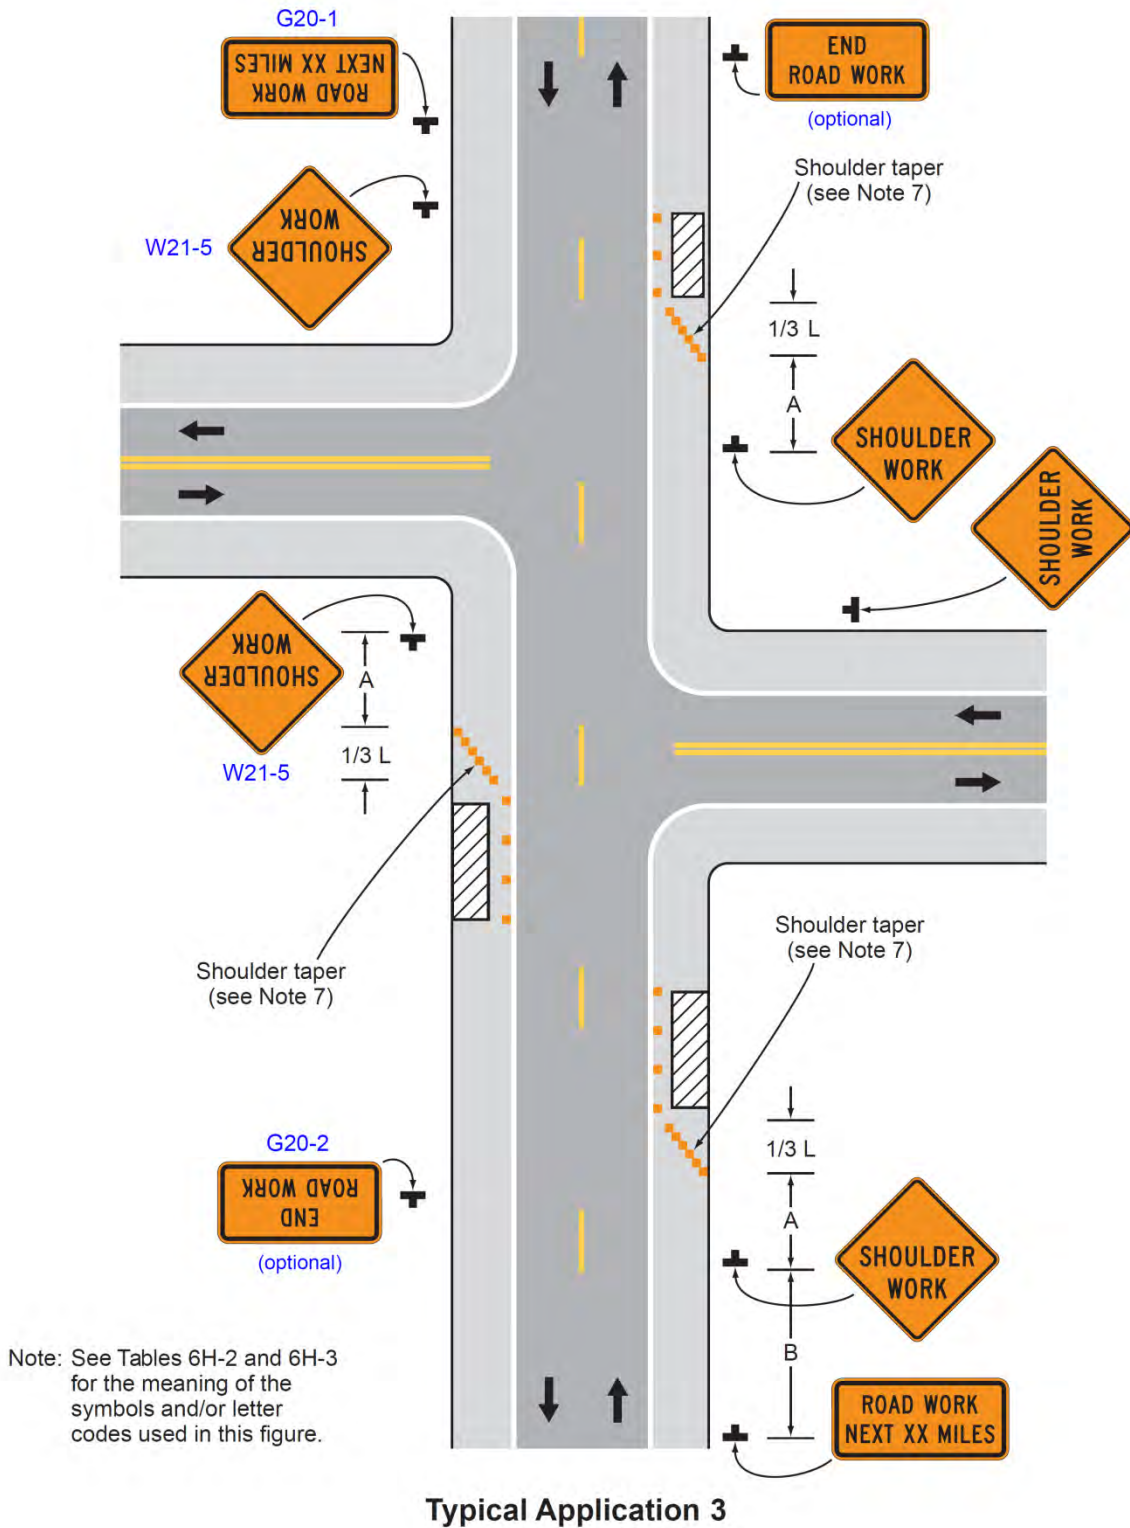 G20-1
ROAD WORK
NEXT XX MILES
END
ROAD WORK
(optional)
Shoulder taper
(see Note 7)
W21-5
SHOULDER
WORK
1/3 L
A
SHOULDER
WORK
SHOULDER
WORK
SHOULDER
WORK
A
1/3 L
W21-5
Shoulder taper
(see Note 7)
Shoulder taper
(see Note 7)
1/3 L
A
G20-2
END
ROAD WORK
(optional)
SHOULDER
WORK
B
ROAD WORK
NEXT XX MILES
Note: See Tables 6H-2 and 6H-3
for the meaning of the
symbols and/or letter
codes used in this figure.
Typical Application 3